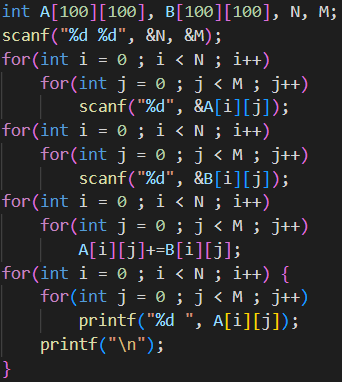 int A[100][100], B[100][100], N, M;
scanf("%d %d", &N, &M);
for(int i = 0 ; i < N ; i++)
    for(int j = 0 ; j < M ; j++)
        scanf("%d", &A[i][j]);
for(int i = 0 ; i < N ; i++)
    for(int j = 0 ; j < M ; j++)
        scanf("%d", &B[i][j]);
for(int i = 0 ; i < N ; i++)
    for(int j = 0 ; j < M ; j++)
        A[i][j]+=B[i][j];
for(int i = 0 ; i < N ; i++) {
    for(int j = 0 ; j < M ; j++)
        printf("%d ", A[i][j]);
    printf("\n");
}